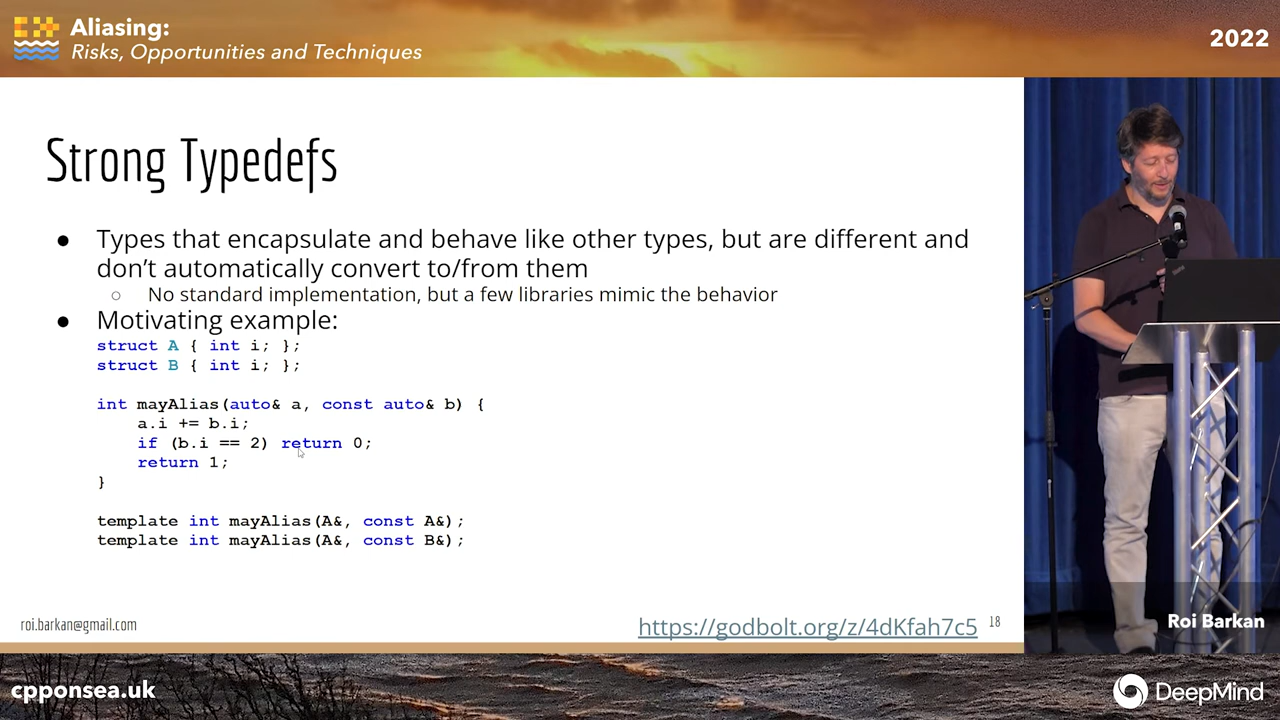 Aliasing:
Risks, Opportunities and Techniques
2022
Strong Typedefs
● Types that encapsulate and behave like other types, but are different and
don’t automatically convert to/from them
○ No standard implementation, but a few libraries mimic the behavior
● Motivating example:
struct A { int i; };
struct B { int i; };
int mayAlias(auto& a, const auto& b) {
a.i += b.i;
if (b.i == 2) return 0;
return 1;
}
template int mayAlias(A&, const A&);
template int mayAlias(A&, const B&);
roi.barkan@gmail.com
https://godbolt.org/z/4dKfah7c5
18
Roi Barkan
cpponsea.uk
DeepMind